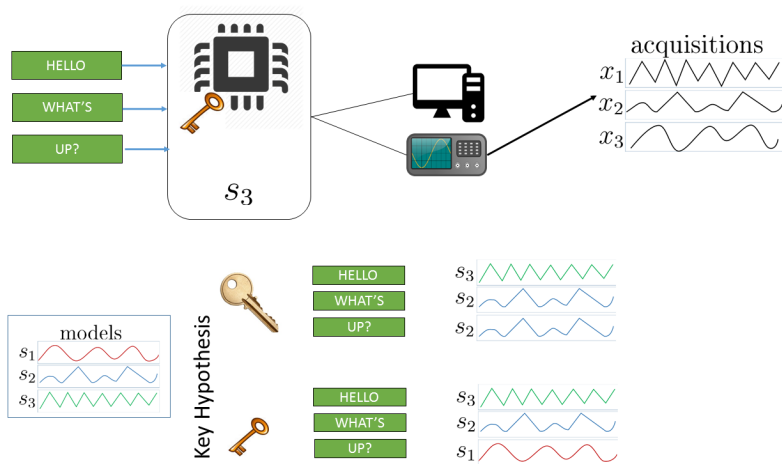 HELLO
WHAT'S
UP?
s₃
acquisitions
x₁
x₂
x₃
models
s₁
s₂
s₃
Key Hypothesis
HELLO
WHAT'S
UP?
s₃
s₂
s₂
HELLO
WHAT'S
UP?
s₃
s₂
s₁